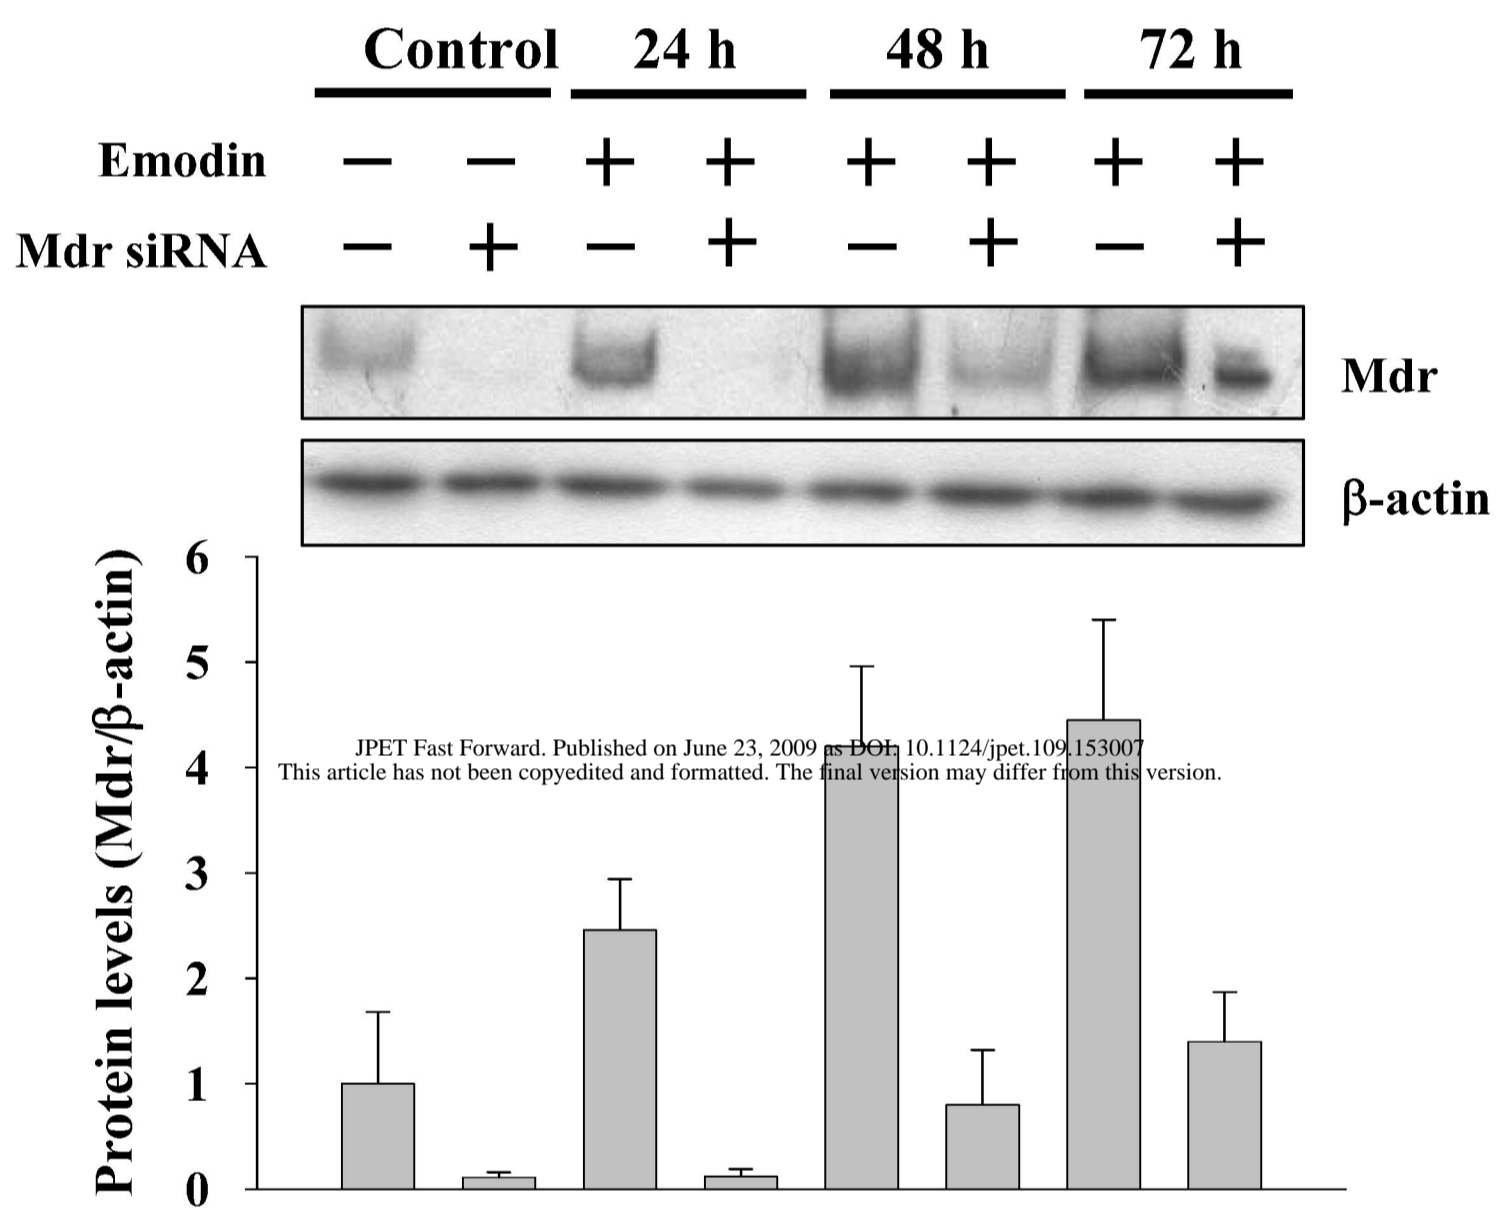 Control 24 h 48 h 72 h
Emodin − − + + + + + +
Mdr siRNA − + − + − + − +
Mdr
β-actin
Protein levels (Mdr/β-actin)
6
5
4
3
2
1
0
JPET Fast Forward. Published on June 23, 2009 as DOI: 10.1124/jpet.109.153007
This article has not been copyedited and formatted. The final version may differ from this version.